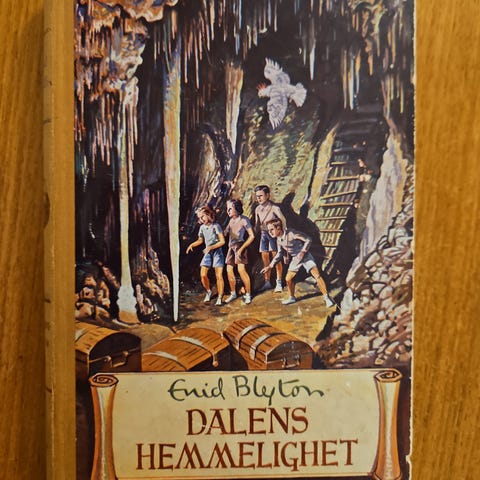 Enid Blyton
DALENS
HEMMELIGHET